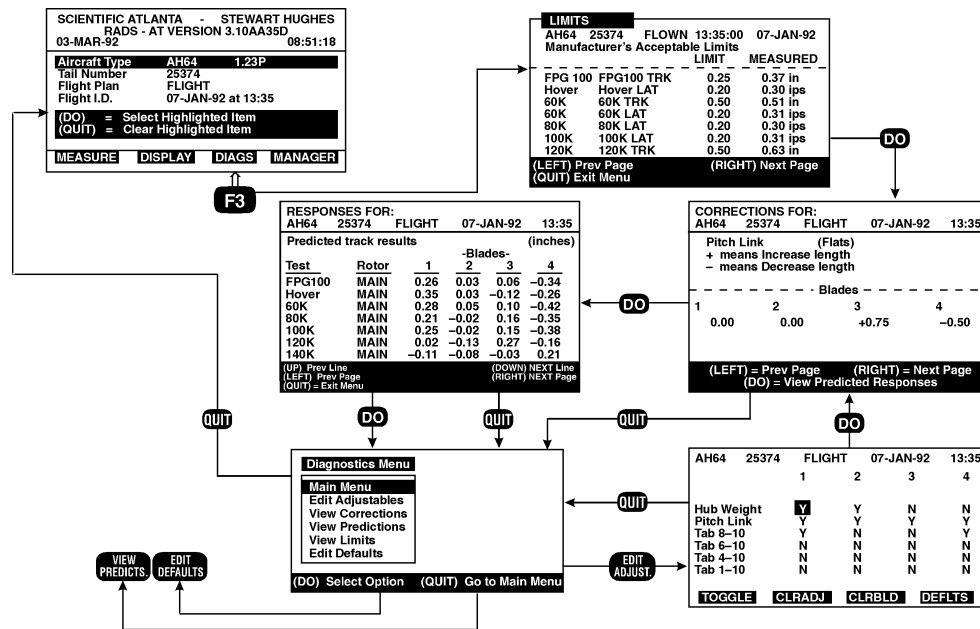 SCIENTIFIC ATLANTA - STEWART HUGHES
RADS - AT VERSION 3.10AA35D
03-MAR-92 08:51:18
Aircraft Type AH64 1.23P
Tail Number 25374
Flight Plan FLIGHT
Flight I.D. 07-JAN-92 at 13:35
(DO) = Select Highlighted Item
(QUIT) = Clear Highlighted Item
MEASURE DISPLAY DIAGS MANAGER
F3
LIMITS
AH64 25374 FLOWN 13:35:00 07-JAN-92
Manufacturer's Acceptable Limits
LIMIT MEASURED
FPG 100 FPG100 TRK 0.25 0.37 in
Hover Hover LAT 0.20 0.30 ips
60K 60K TRK 0.50 0.51 in
60K 60K LAT 0.20 0.31 ips
80K 80K LAT 0.20 0.30 ips
100K 100K LAT 0.20 0.31 ips
120K 120K TRK 0.50 0.63 in
(LEFT) Prev Page (RIGHT) Next Page
(QUIT) Exit Menu
DO
RESPONSES FOR:
AH64 25374 FLIGHT 07-JAN-92 13:35
Predicted track results (inches)
-Blades-
Test Rotor 1 2 3 4
FPG100 MAIN 0.26 0.03 0.06 –0.34
Hover MAIN 0.35 0.03 –0.12 –0.26
60K MAIN 0.28 0.05 0.10 –0.42
80K MAIN 0.21 –0.02 0.16 –0.35
100K MAIN 0.25 –0.02 0.15 –0.38
120K MAIN 0.02 –0.13 0.27 –0.16
140K MAIN –0.11 –0.08 –0.03 0.21
(UP) Prev Line (DOWN) NEXT Line
(LEFT) Prev Page (RIGHT) NEXT Page
(QUIT) = Exit Menu
DO
CORRECTIONS FOR:
AH64 25374 FLIGHT 07-JAN-92 13:35
Pitch Link (Flats)
+ means Increase length
– means Decrease length
Blades
1 2 3 4
0.00 0.00 +0.75 –0.50
(LEFT) = Prev Page (RIGHT) = Next Page
(DO) = View Predicted Responses
QUIT
DO
QUIT
QUIT
DO
QUIT
Diagnostics Menu
Main Menu
Edit Adjustables
View Corrections
View Predictions
View Limits
Edit Defaults
(DO) Select Option (QUIT) Go to Main Menu
VIEW PREDICTS.
EDIT DEFAULTS
EDIT ADJUST.
AH64 25374 FLIGHT 07-JAN-92 13:35
1 2 3 4
Hub Weight Y Y N N
Pitch Link Y Y Y Y
Tab 8–10 Y N N Y
Tab 6–10 N N N N
Tab 4–10 N N N N
Tab 1–10 N N N N
TOGGLE CLRADJ CLRBLD DEFLTS